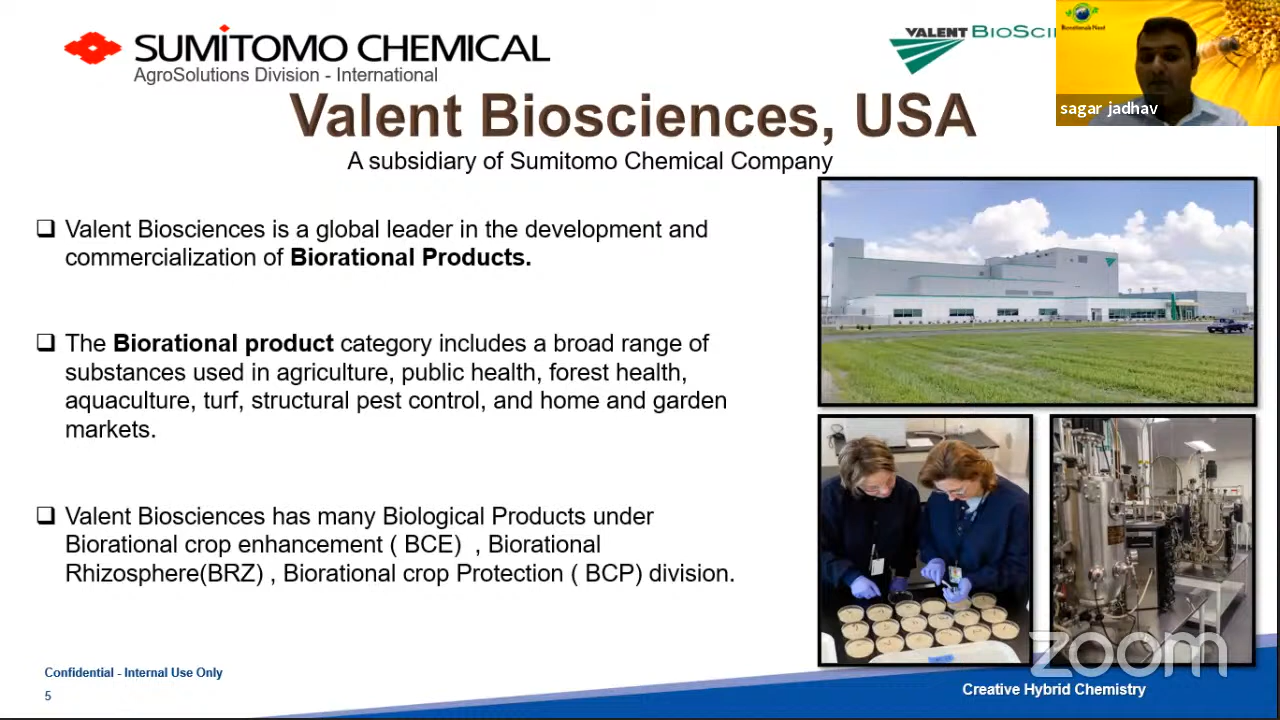 SUMITOMO CHEMICAL
AgroSolutions Division - International
VALENT BIOSCI
Biorationals Next
sagar jadhav
Valent Biosciences, USA
A subsidiary of Sumitomo Chemical Company
Valent Biosciences is a global leader in the development and
commercialization of Biorational Products.
The Biorational product category includes a broad range of
substances used in agriculture, public health, forest health,
aquaculture, turf, structural pest control, and home and garden
markets.
Valent Biosciences has many Biological Products under
Biorational crop enhancement ( BCE) , Biorational
Rhizosphere(BRZ) , Biorational crop Protection ( BCP) division.
zoom
Confidential - Internal Use Only
5
Creative Hybrid Chemistry